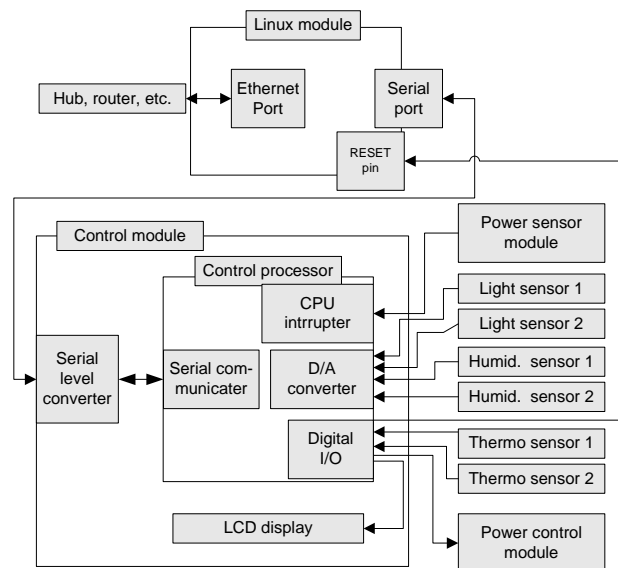 Linux module
Hub, router, etc.
Ethernet
Port
Serial
port
RESET
pin
Control module
Power sensor
module
Control processor
CPU
intrrupter
Light sensor 1
Light sensor 2
Serial
level
converter
Serial com-
municater
D/A
converter
Humid. sensor 1
Humid. sensor 2
Digital
I/O
Thermo sensor 1
Thermo sensor 2
LCD display
Power control
module